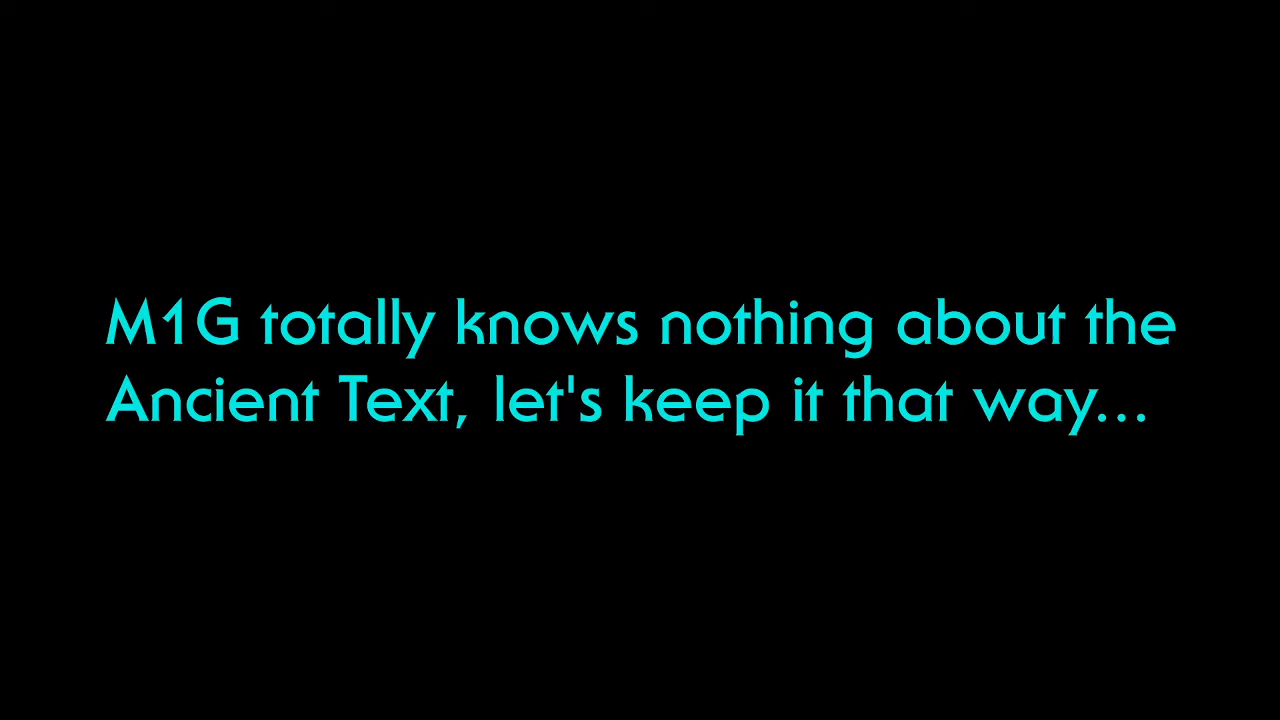 M1G totally knows nothing about the
Ancient Text, let's keep it that way...